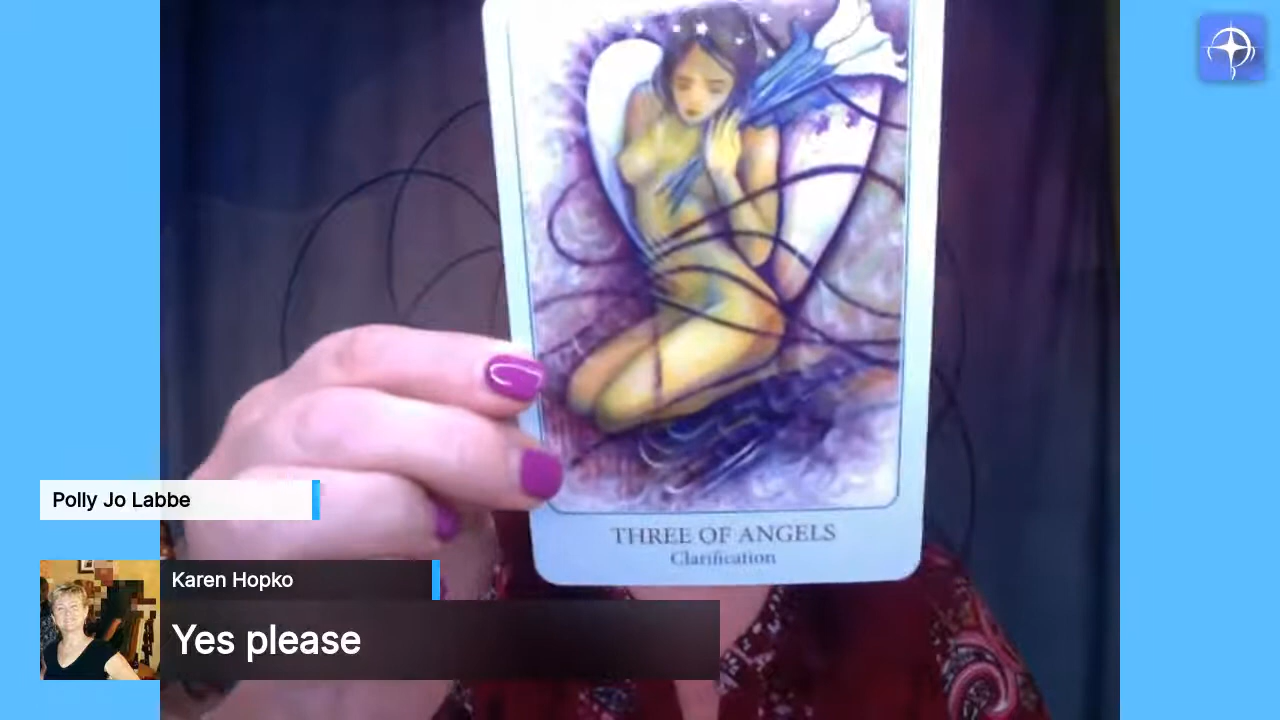 THREE OF ANGELS
Clarification
Polly Jo Labbe
Karen Hopko
Yes please